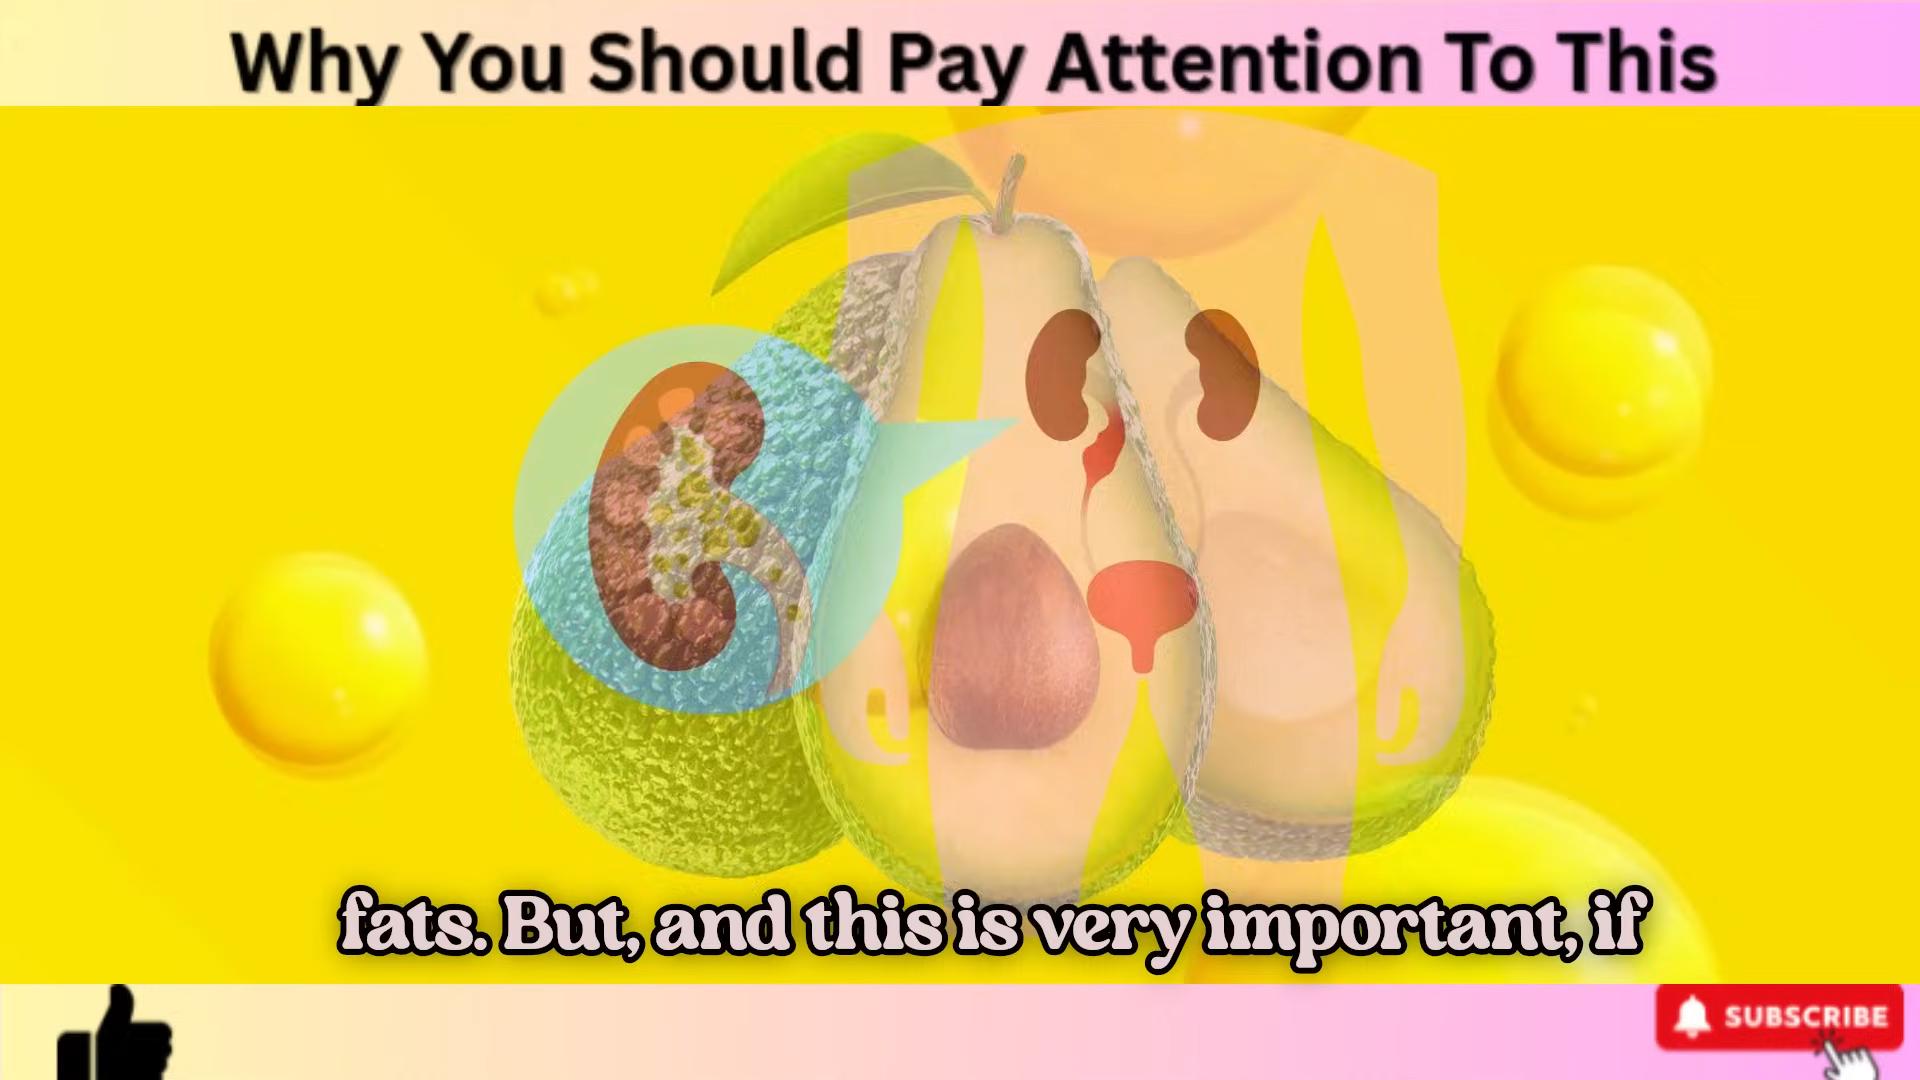 Why You Should Pay Attention To This
fats. But, and this is very important, if
SUBSCRIBE